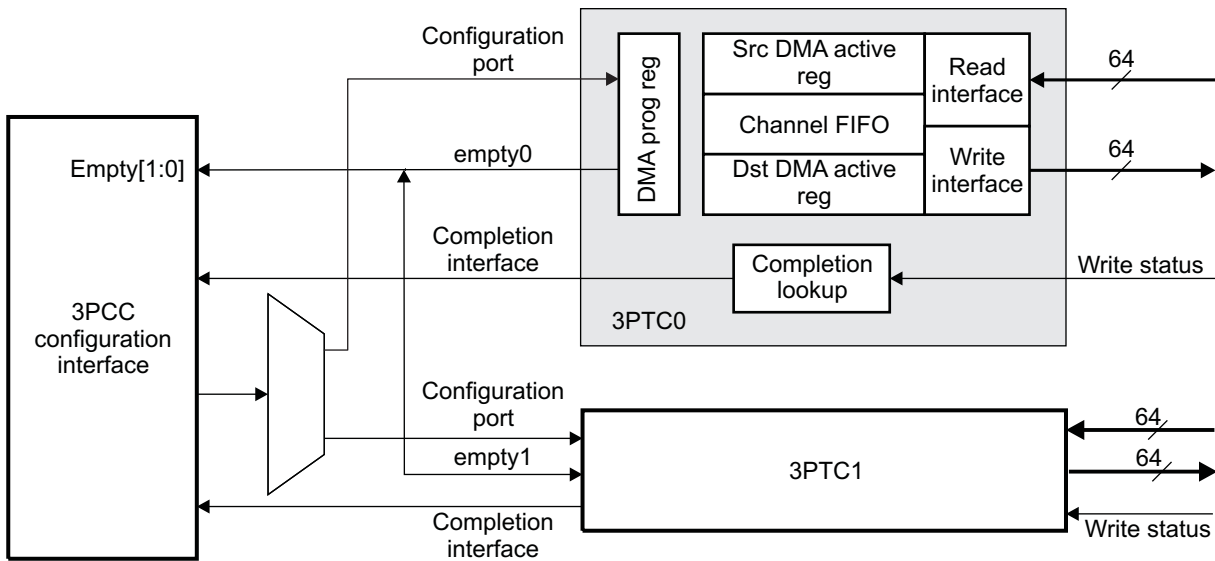 Configuration
port
DMA prog reg
Src DMA active
reg
Channel FIFO
Dst DMA active
reg
Read
interface
Write
interface
64
64
Empty[1:0]
empty0
Completion
interface
Completion
lookup
Write status
3PTC0
3PCC
configuration
interface
Configuration
port
empty1
Completion
interface
3PTC1
64
64
Write status